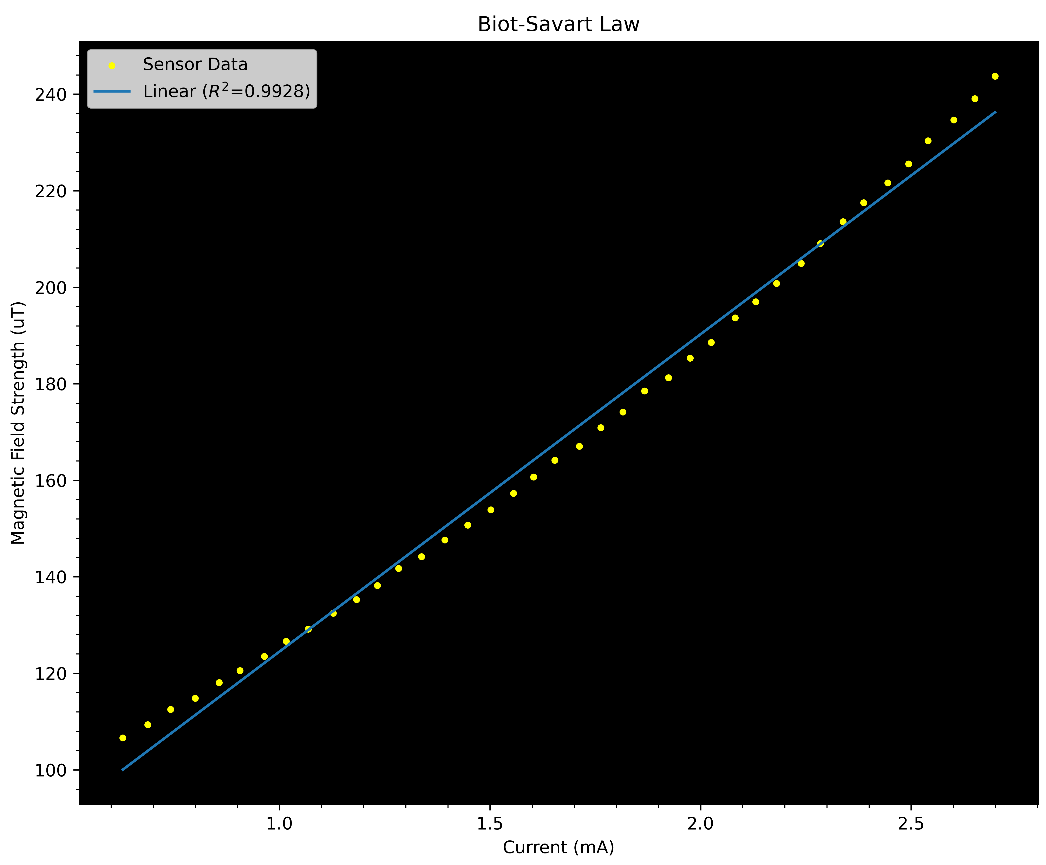 Biot-Savart Law
Sensor Data
Linear (R²=0.9928)
Magnetic Field Strength (uT)
240
220
200
180
160
140
120
100
1.0 1.5 2.0 2.5
Current (mA)